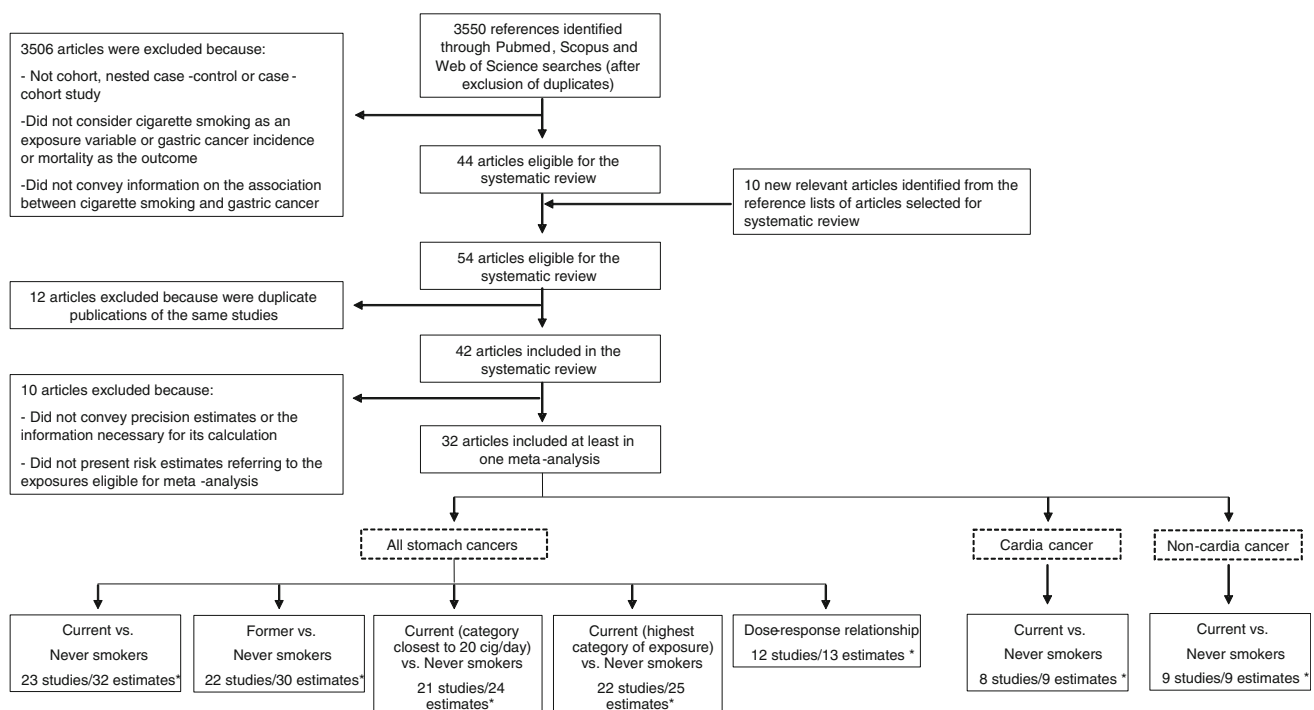 3550 references identified
through Pubmed, Scopus and
Web of Science searches (after
exclusion of duplicates)
3506 articles were excluded because:
- Not cohort, nested case -control or case -
cohort study
-Did not consider cigarette smoking as an
exposure variable or gastric cancer incidence
or mortality as the outcome
-Did not convey information on the association
between cigarette smoking and gastric cancer
44 articles eligible for the
systematic review
10 new relevant articles identified from the
reference lists of articles selected for
systematic review
54 articles eligible for the
systematic review
12 articles excluded because were duplicate
publications of the same studies
42 articles included in the
systematic review
10 articles excluded because:
- Did not convey precision estimates or the
information necessary for its calculation
- Did not present risk estimates referring to the
exposures eligible for meta -analysis
32 articles included at least in
one meta-analysis
All stomach cancers
Cardia cancer
Non-cardia cancer
Current vs.
Never smokers
23 studies/32 estimates*
Former vs.
Never smokers
22 studies/30 estimates*
Current (category
closest to 20 cig/day)
vs. Never smokers
21 studies/24
estimates*
Current (highest
category of exposure)
vs. Never smokers
22 studies/25
estimates*
Dose-response relationship
12 studies/13 estimates *
Current vs.
Never smokers
8 studies/9 estimates *
Current vs.
Never smokers
9 studies/9 estimates *